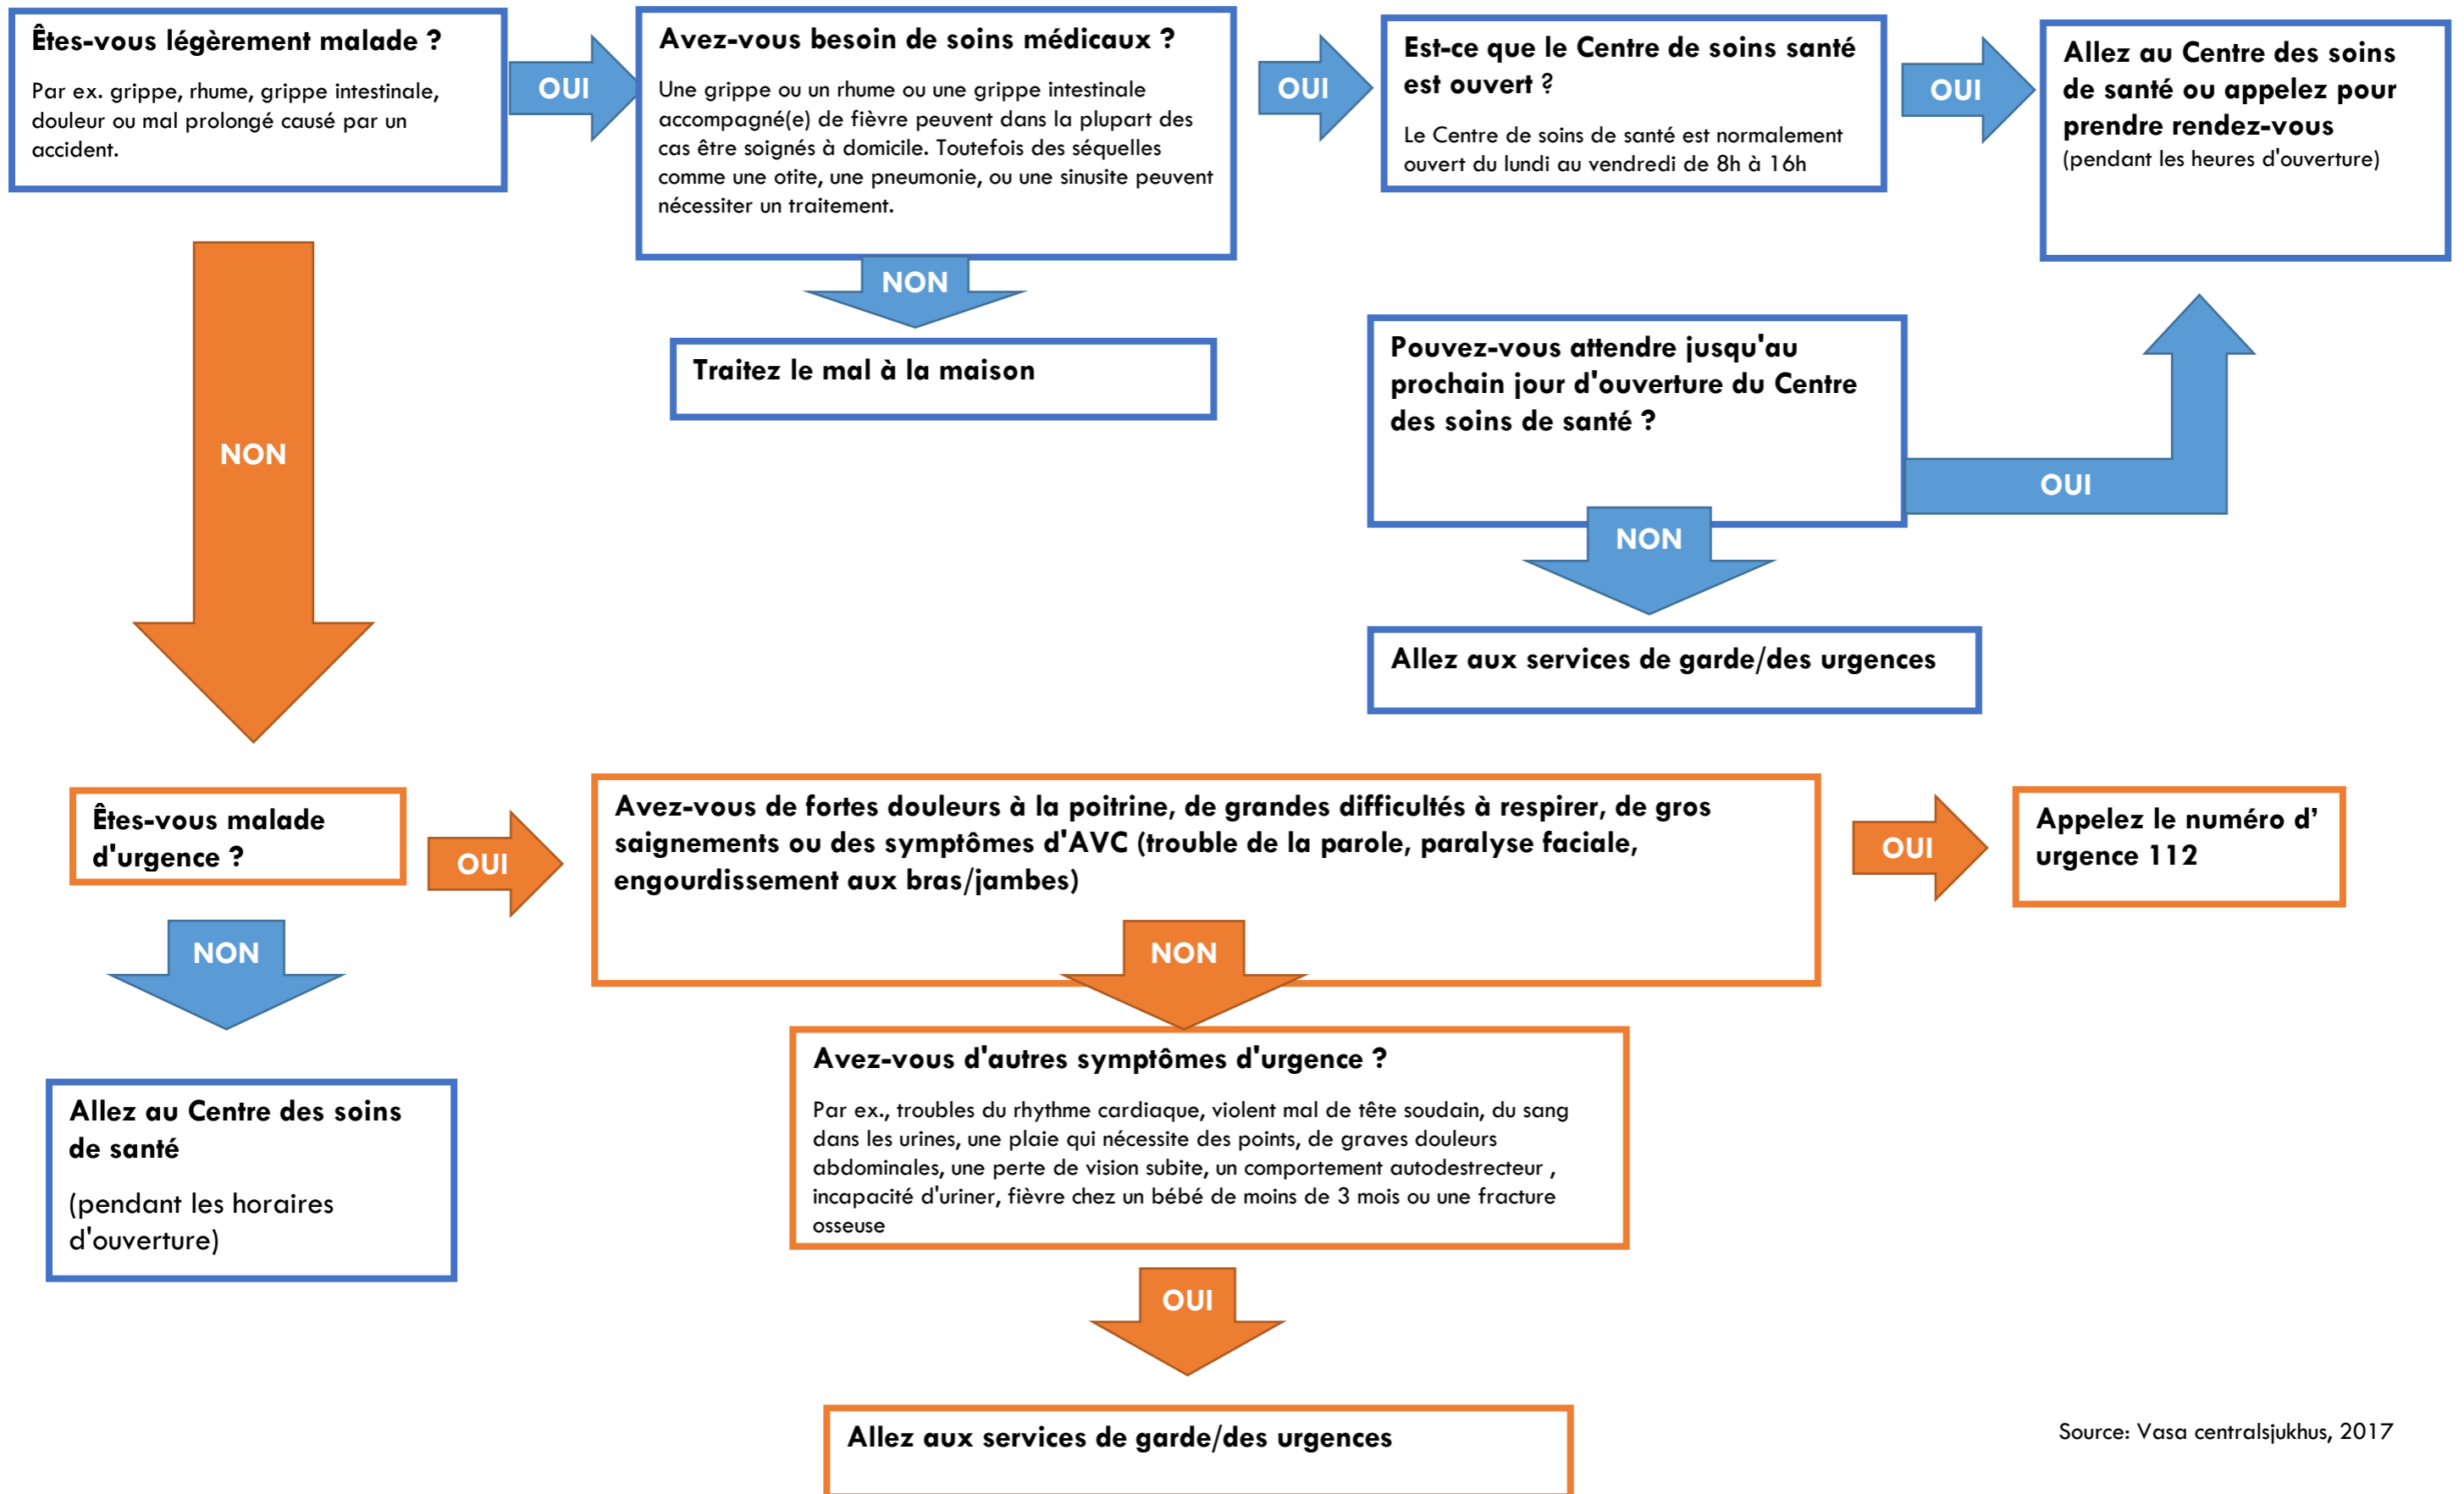 Êtes-vous légèrement malade ?
Par ex. grippe, rhume, grippe intestinale,
douleur ou mal prolongé causé par un
accident.
OUI
Avez-vous besoin de soins médicaux ?
Une grippe ou un rhume ou une grippe intestinale
accompagné(e) de fièvre peuvent dans la plupart des
cas être soignés à domicile. Toutefois des séquelles
comme une otite, une pneumonie, ou une sinusite peuvent
nécessiter un traitement.
OUI
Est-ce que le Centre de soins santé
est ouvert ?
Le Centre de soins de santé est normalement
ouvert du lundi au vendredi de 8h à 16h
OUI
Allez au Centre des soins
de santé ou appelez pour
prendre rendez-vous
(pendant les heures d'ouverture)
NON
Traitez le mal à la maison
Pouvez-vous attendre jusqu'au
prochain jour d'ouverture du Centre
des soins de santé ?
OUI
NON
Allez aux services de garde/des urgences
NON
Êtes-vous malade
d'urgence ?
OUI
Avez-vous de fortes douleurs à la poitrine, de grandes difficultés à respirer, de gros
saignements ou des symptômes d'AVC (trouble de la parole, paralyse faciale,
engourdissement aux bras/jambes)
OUI
Appelez le numéro d'
urgence 112
NON
Allez au Centre des soins
de santé
(pendant les horaires
d'ouverture)
NON
Avez-vous d'autres symptômes d'urgence ?
Par ex., troubles du rhythme cardiaque, violent mal de tête soudain, du sang
dans les urines, une plaie qui nécessite des points, de graves douleurs
abdominales, une perte de vision subite, un comportement autodestrecteur ,
incapacité d'uriner, fièvre chez un bébé de moins de 3 mois ou une fracture
osseuse
OUI
Allez aux services de garde/des urgences
Source: Vasa centralsjukhus, 2017